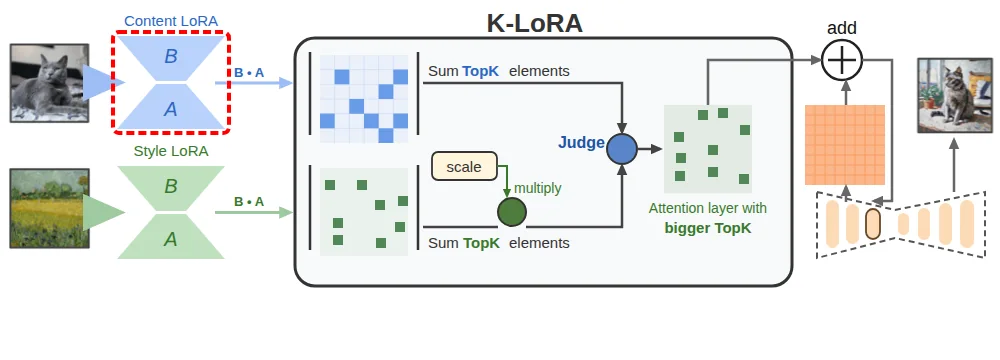 K-LoRA
Content LoRA
B
A
B • A
Style LoRA
B
A
B • A
Sum TopK elements
scale
multiply
Sum TopK elements
Judge
Attention layer with
bigger TopK
add